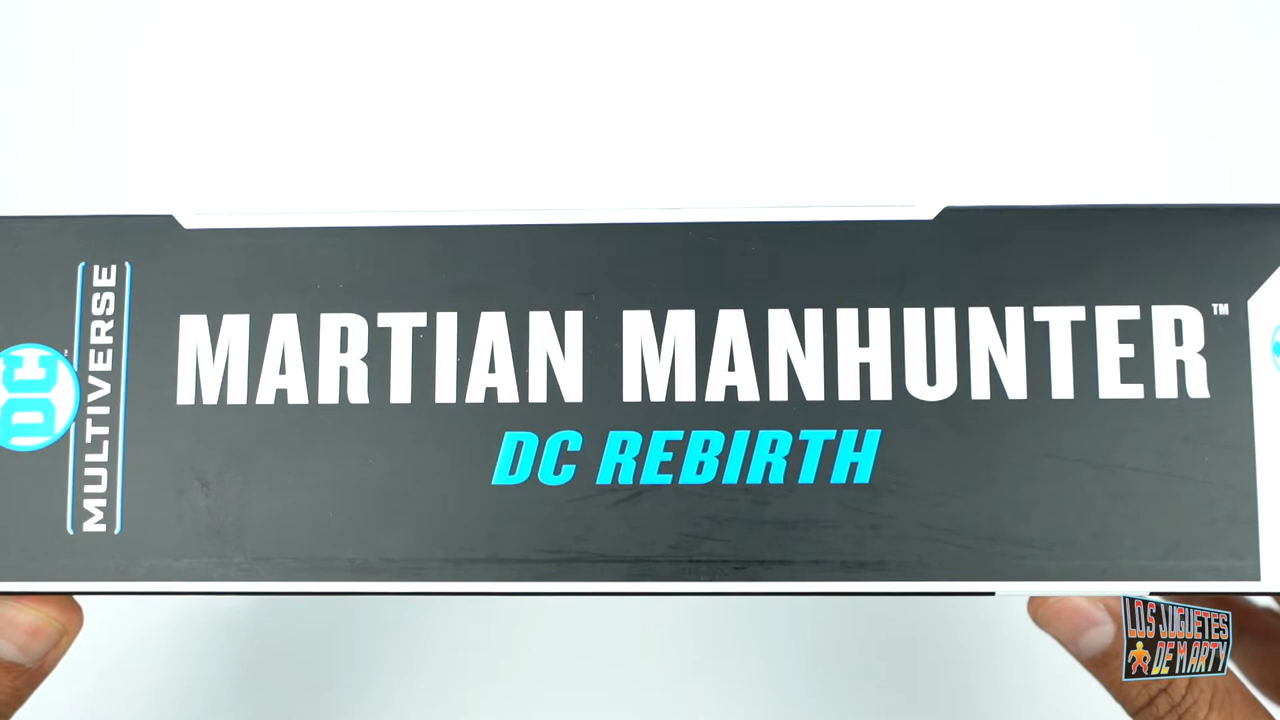 DC
MULTIVERSE
MARTIAN MANHUNTER™
DC REBIRTH
LOS JUGUETES
DE MARTY